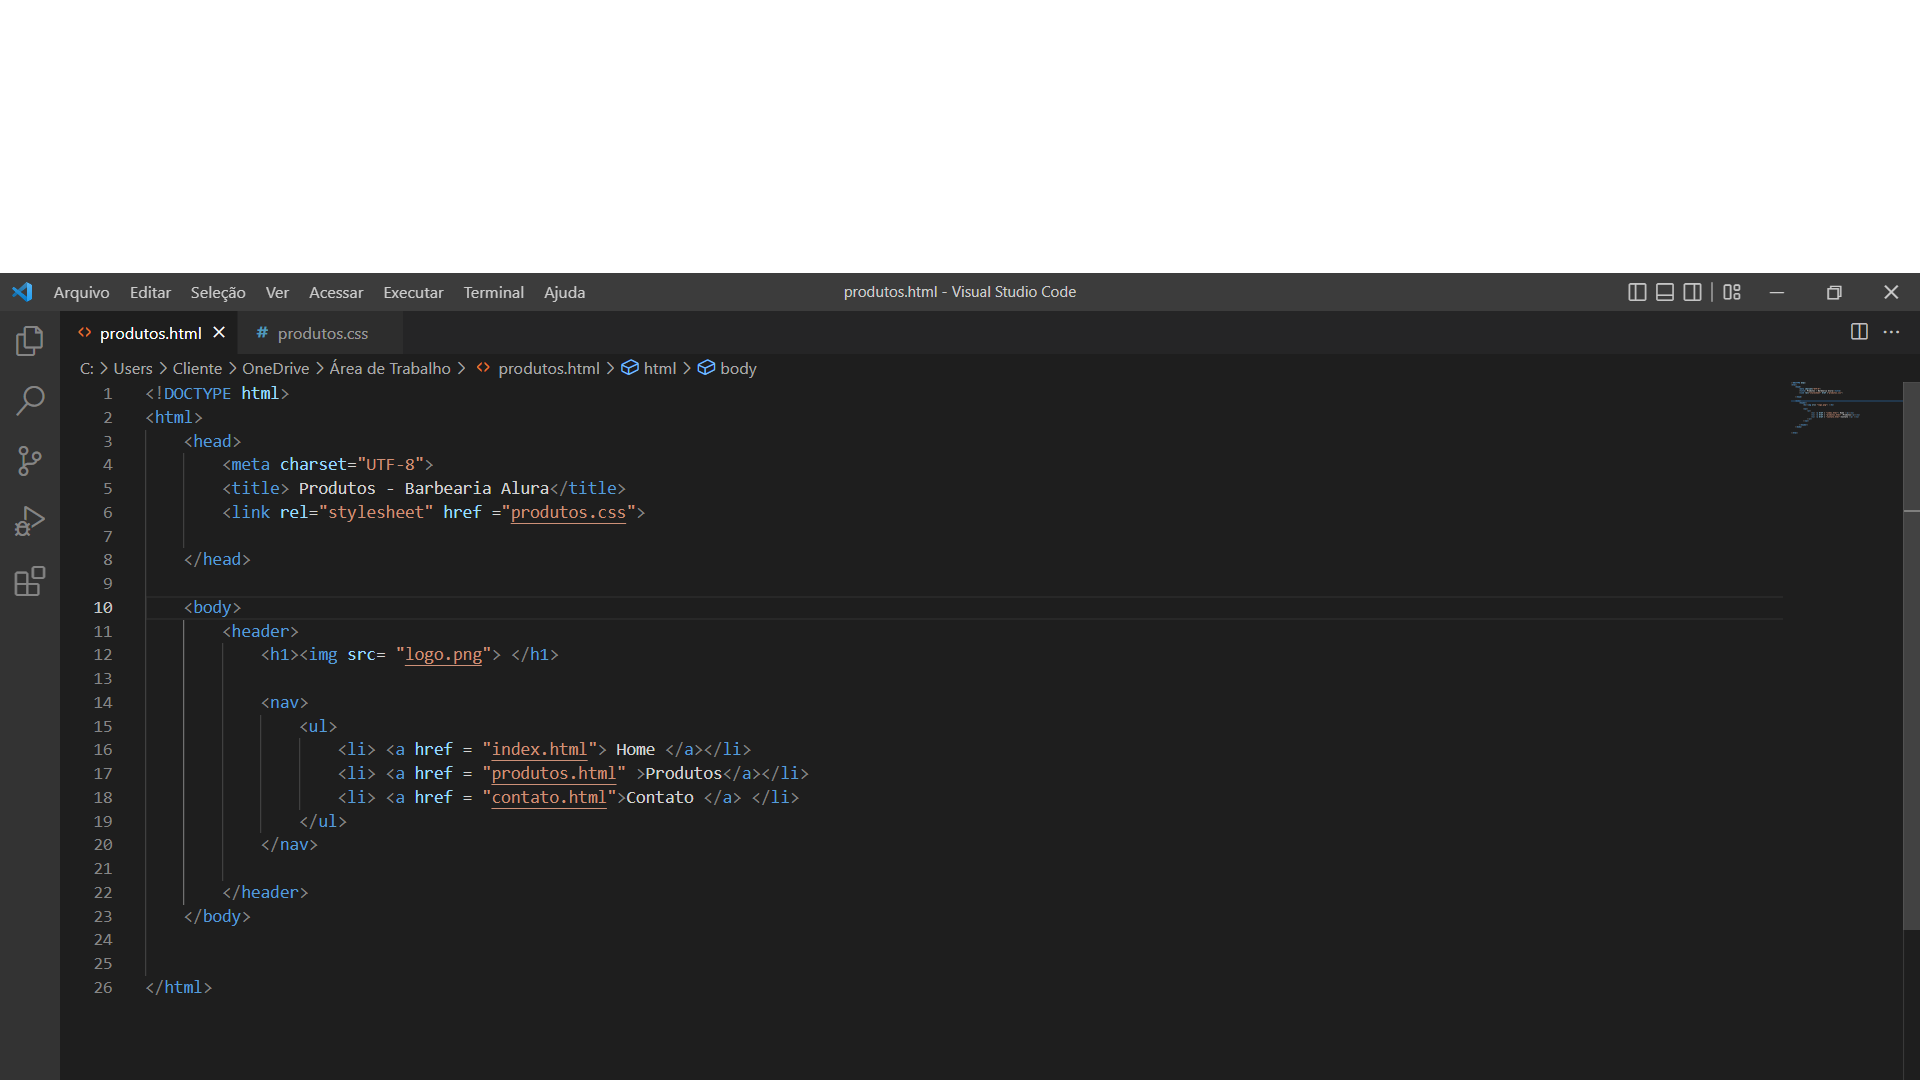 Arquivo Editar Seleção Ver Acessar Executar Terminal Ajuda produtos.html - Visual Studio Code
produtos.html # produtos.css
C: > Users > Cliente > OneDrive > Área de Trabalho > produtos.html > html > body
1 <!DOCTYPE html>
2 <html>
3 <head>
4 <meta charset="UTF-8">
5 <title> Produtos - Barbearia Alura</title>
6 <link rel="stylesheet" href ="produtos.css">
7
8 </head>
9
10 <body>
11 <header>
12 <h1><img src= "logo.png"> </h1>
13
14 <nav>
15 <ul>
16 <li> <a href = "index.html"> Home </a></li>
17 <li> <a href = "produtos.html" >Produtos</a></li>
18 <li> <a href = "contato.html">Contato </a> </li>
19 </ul>
20 </nav>
21
22 </header>
23 </body>
24
25
26 </html>